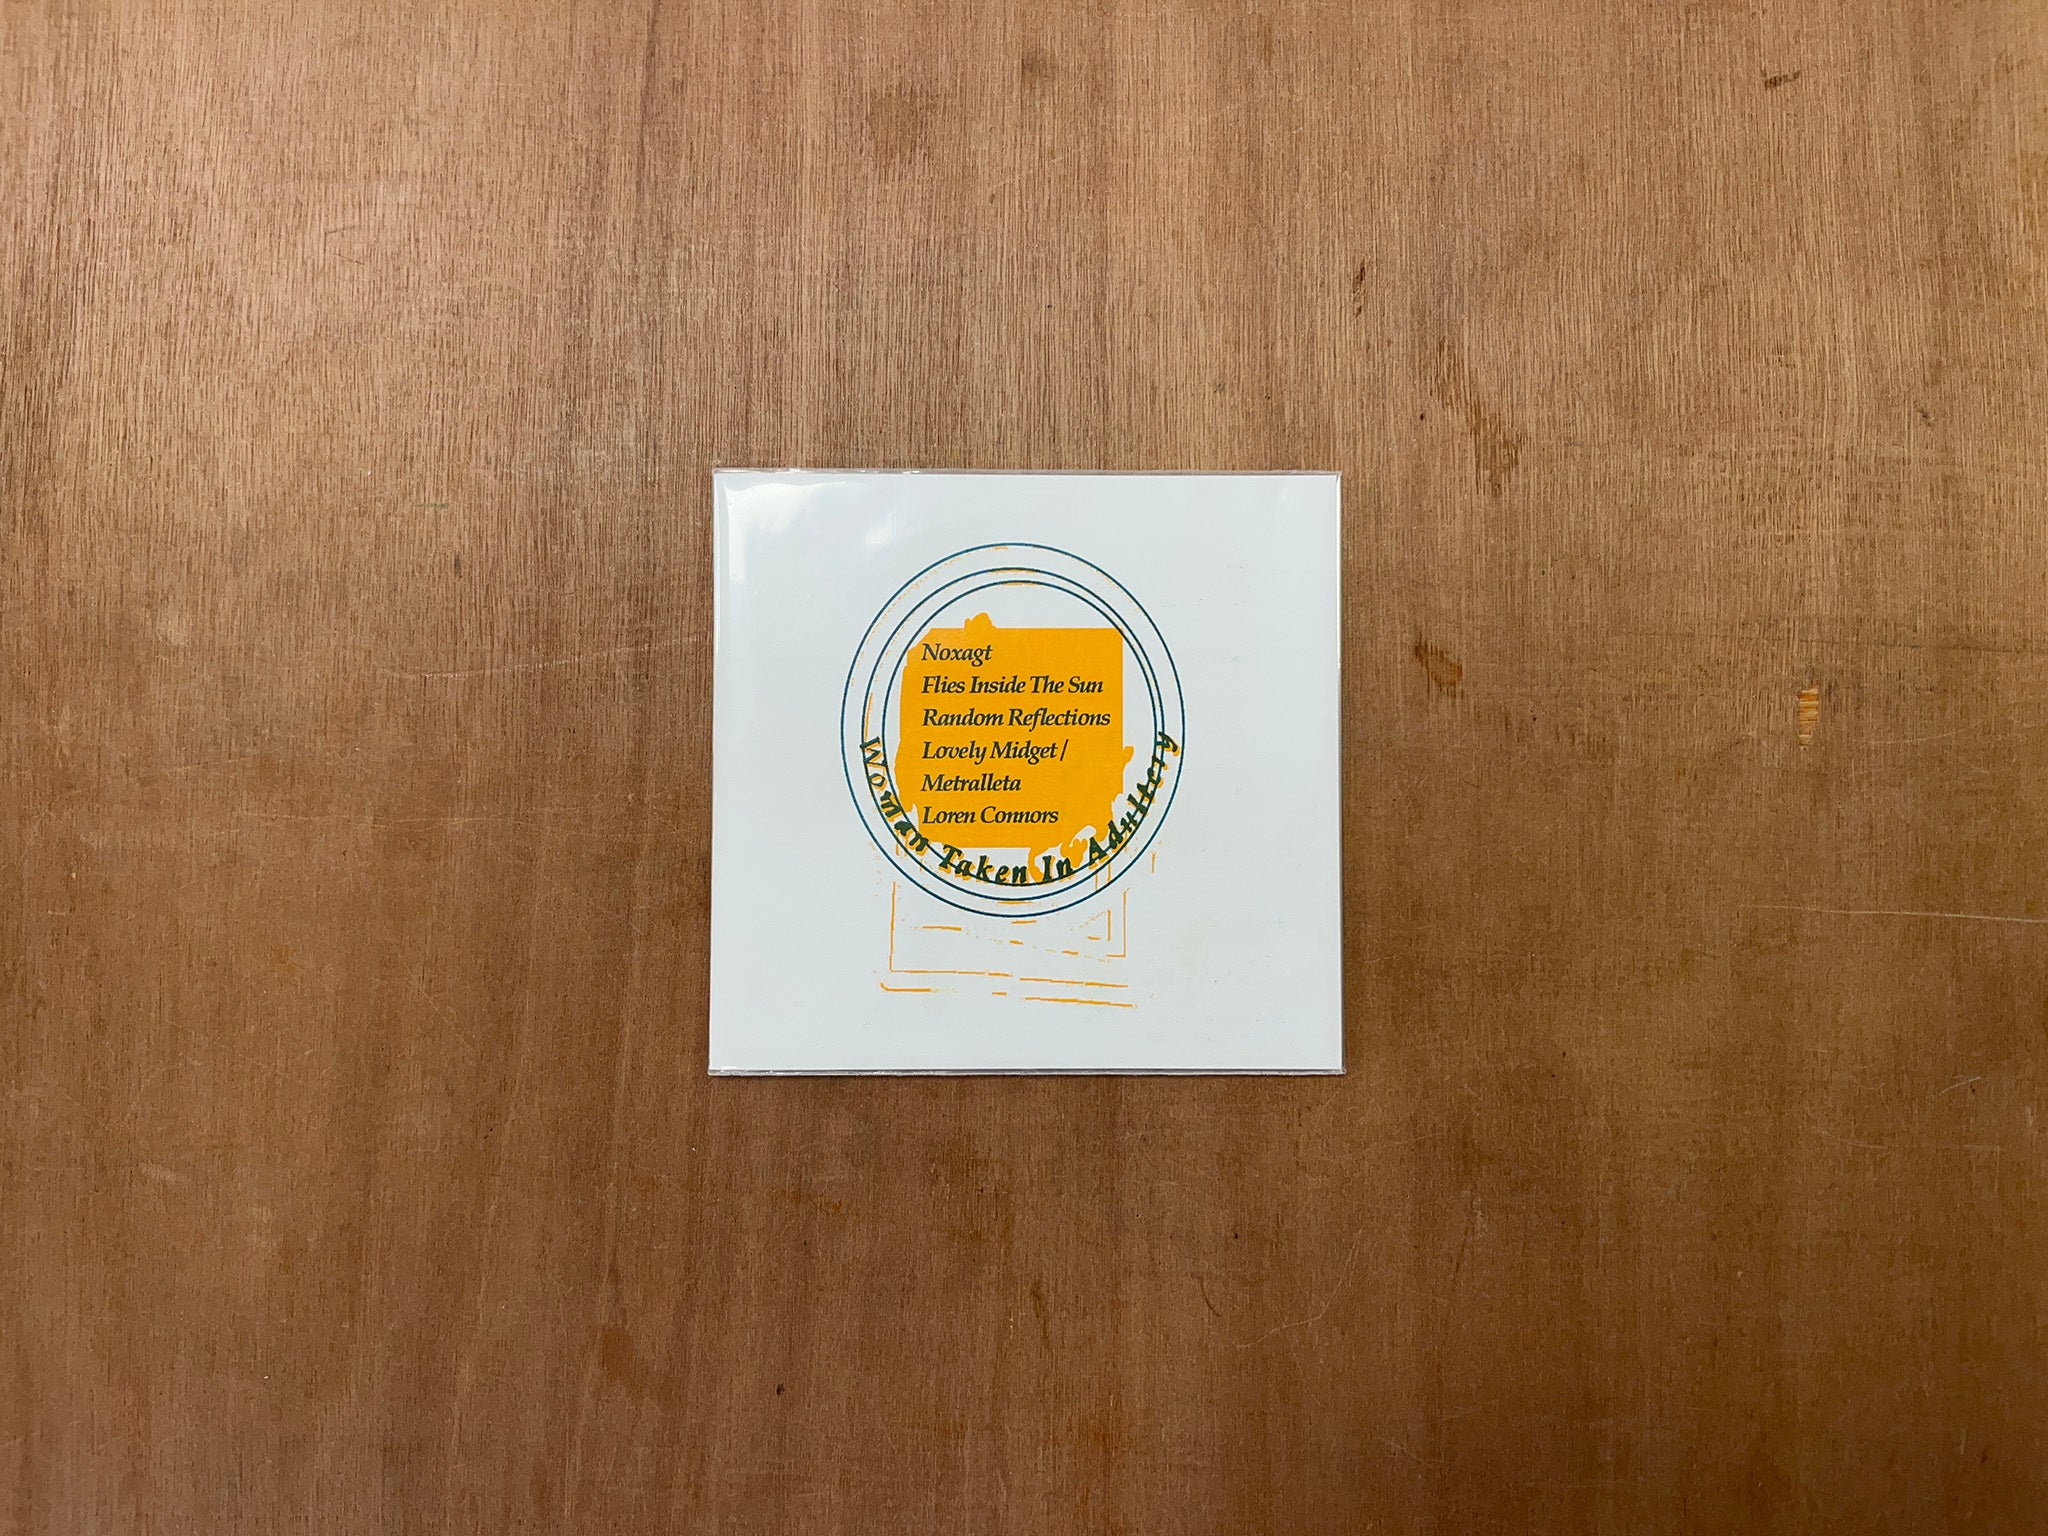 Noxagt
Flies Inside The Sun
Random Reflections
Lovely Midget /
Metralleta
Loren Connors
Woman Taken In Adultery